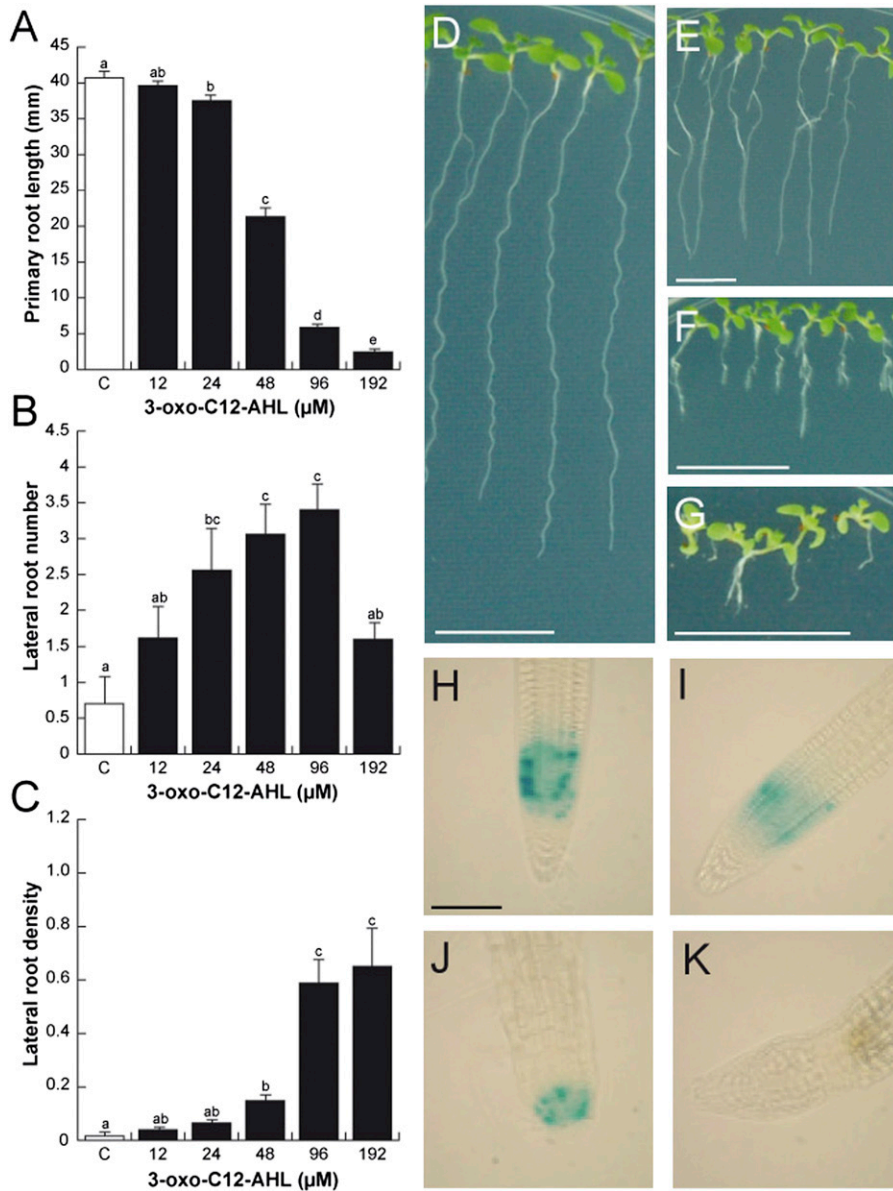 A
Primary root length (mm)
45
40
35
30
25
20
15
10
5
0
a
ab
b
c
d
e
C 12 24 48 96 192
3-oxo-C12-AHL (µM)
B
Lateral root number
4.5
4
3.5
3
2.5
2
1.5
1
0.5
0
a
ab
bc
c
c
ab
C 12 24 48 96 192
3-oxo-C12-AHL (µM)
C
Lateral root density
1.2
1.0
0.8
0.6
0.4
0.2
0
a
ab
ab
b
c
c
C 12 24 48 96 192
3-oxo-C12-AHL (µM)
D
E
F
G
H
I
J
K